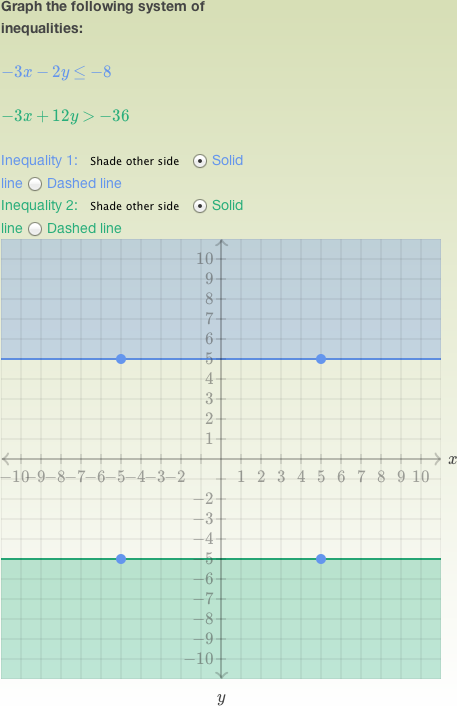 Graph the following system of
inequalities:
−3x − 2y ≤ −8
−3x + 12y > −36
Inequality 1: Shade other side Solid
line Dashed line
Inequality 2: Shade other side Solid
line Dashed line
10
9
8
7
6
5
4
3
2
1
x
−10 −9 −8 −7 −6 −5 −4 −3 −2 1 2 3 4 5 6 7 8 9 10
−2
−3
−4
−5
−6
−7
−8
−9
−10
y